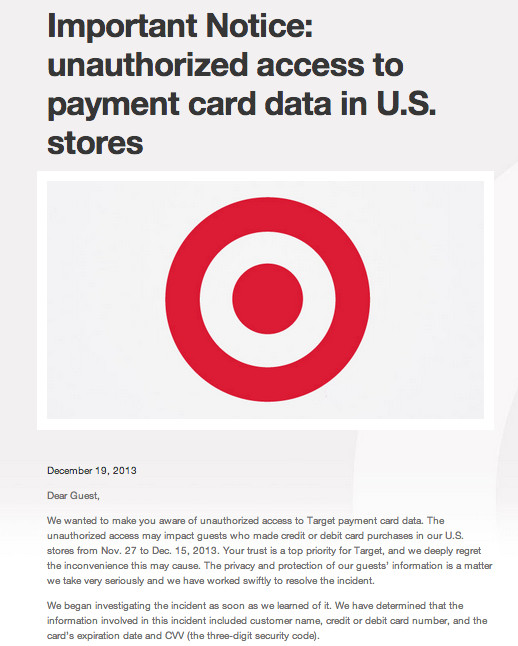 Important Notice:
unauthorized access to
payment card data in U.S.
stores
December 19, 2013
Dear Guest,
We wanted to make you aware of unauthorized access to Target payment card data. The
unauthorized access may impact guests who made credit or debit card purchases in our U.S.
stores from Nov. 27 to Dec. 15, 2013. Your trust is a top priority for Target, and we deeply regret
the inconvenience this may cause. The privacy and protection of our guests' information is a matter
we take very seriously and we have worked swiftly to resolve the incident.
We began investigating the incident as soon as we learned of it. We have determined that the
information involved in this incident included customer name, credit or debit card number, and the
card's expiration date and CVV (the three-digit security code).